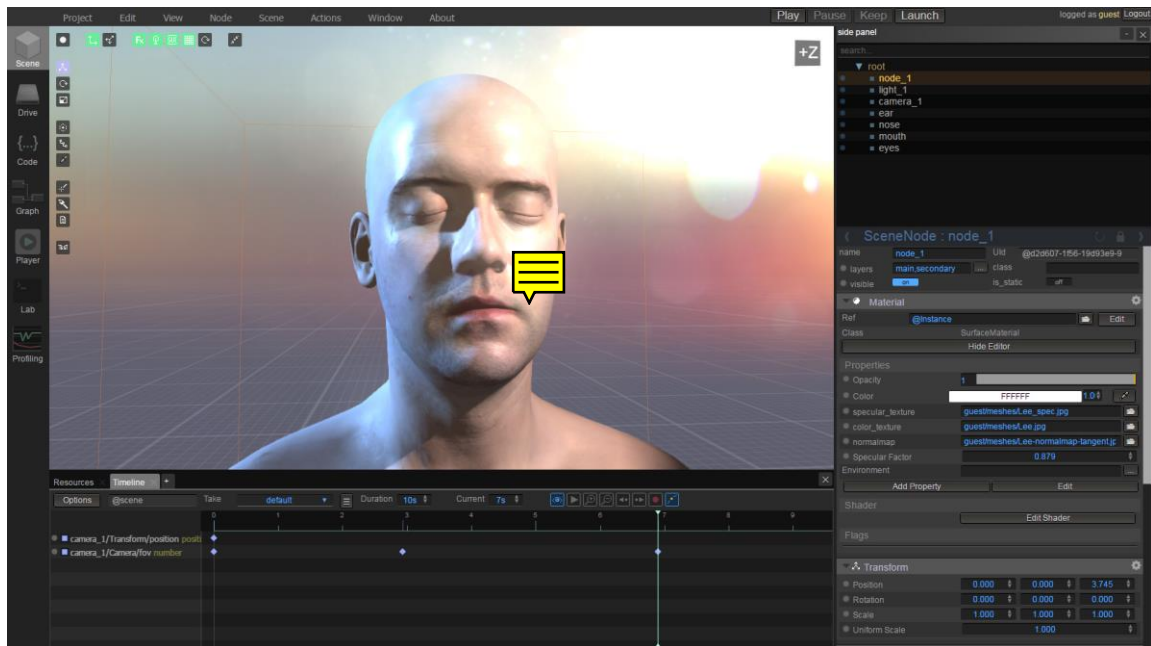 Project Edit View Node Scene Actions Window About Play Pause Keep Launch logged as guest Logout
Scene
Drive
{...}
Code
Graph
Player
Lab
Profiling
+Z
side panel - x
search...
root
node_1
light_1
camera_1
ear
nose
mouth
eyes
SceneNode : node_1
name node_1 UId @d2d607-1f56-19d93e9-9
layers main,secondary ... class
visible on is_static off
Material
Ref @Instance Edit
Class SurfaceMaterial
Hide Editor
Properties
Opacity 1
Color FFFFFF 1.0
specular_texture guest/meshes/Lee_spec.jpg
color_texture guest/meshes/Lee.jpg
normalmap guest/meshes/Lee-normalmap-tangent.jp
Specular Factor 0.879
Environment ...
Add Property Edit
Shader
Edit Shader
Flags
Transform
Position 0.000 0.000 3.745
Rotation 0.000 0.000 0.000
Scale 1.000 1.000 1.000
Uniform Scale 1.000
Resources x Timeline x + x
Options @scene Take default Duration 10s Current 7s
0 1 2 3 4 5 6 7 8 9
camera_1/Transform/position positi
camera_1/Camera/fov number